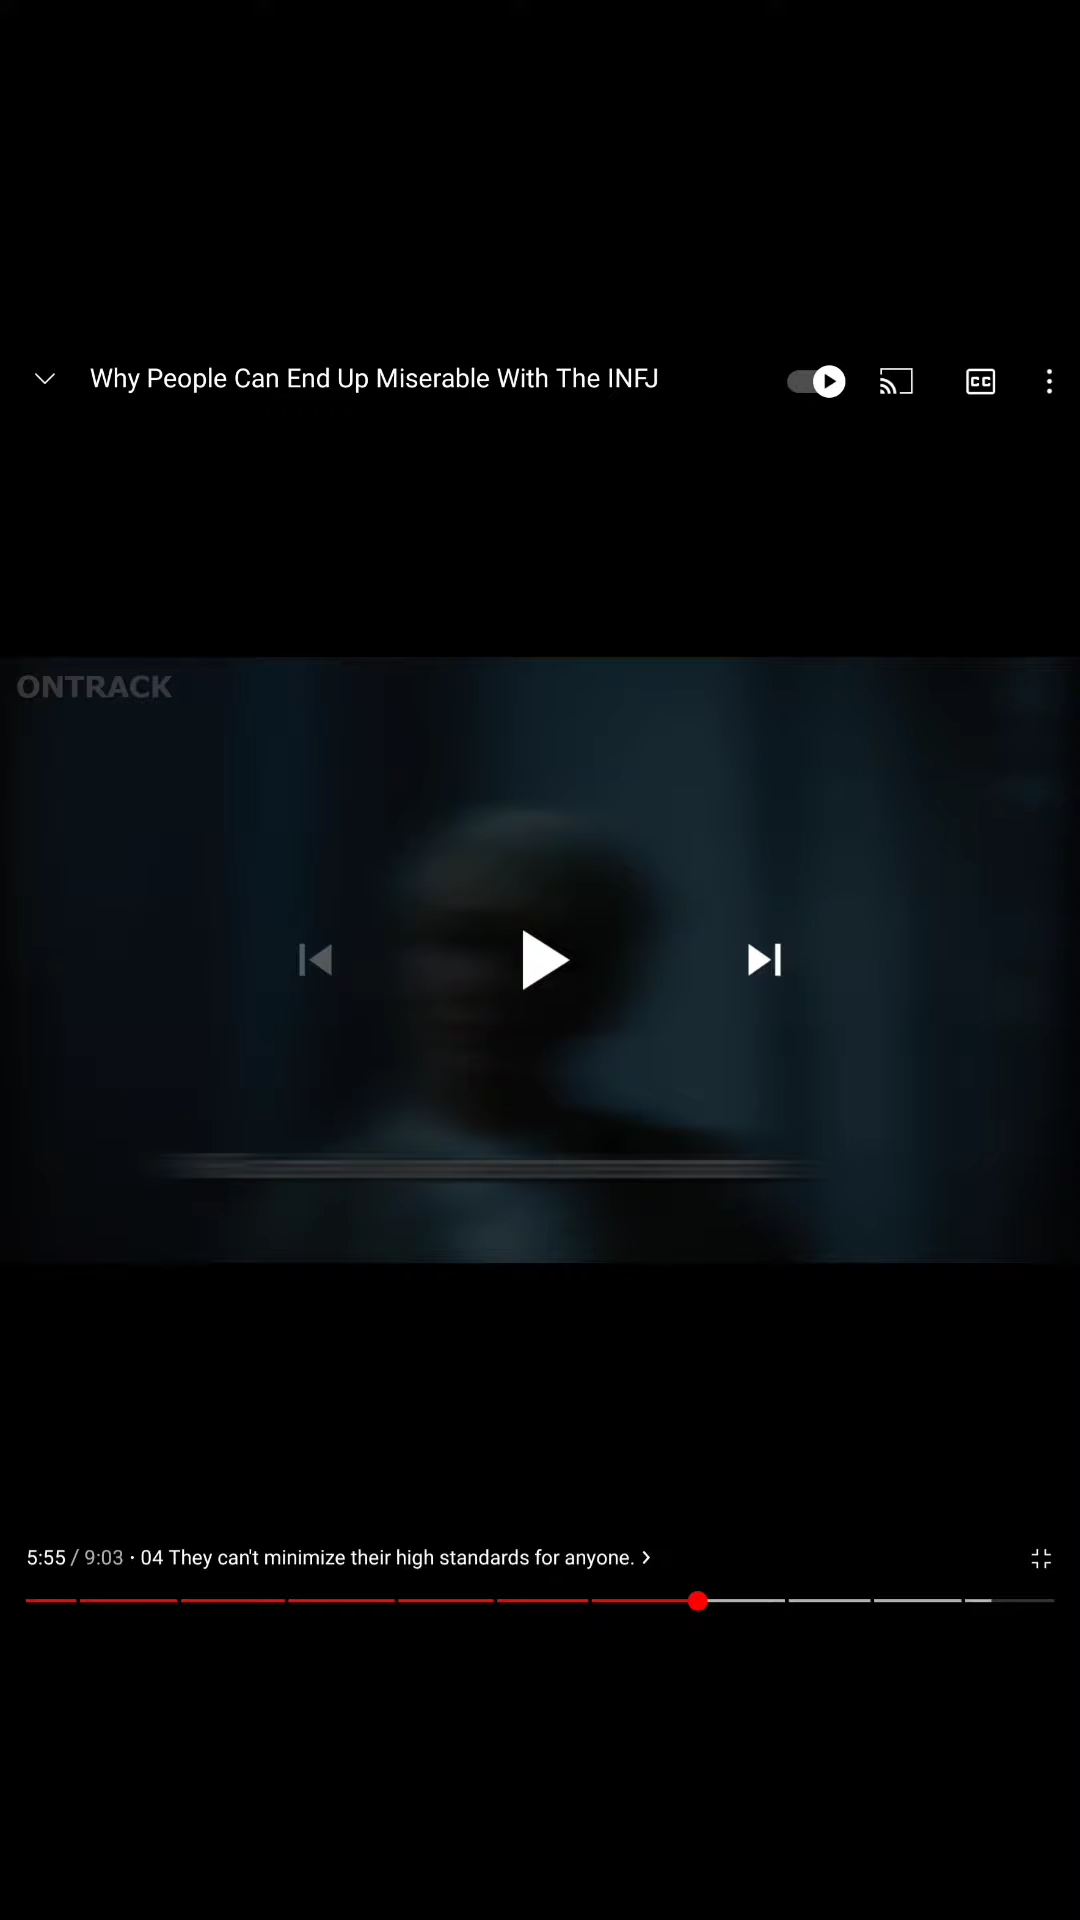 Why People Can End Up Miserable With The INFJ
CC
ONTRACK
5:55 / 9:03 · 04 They can't minimize their high standards for anyone. >